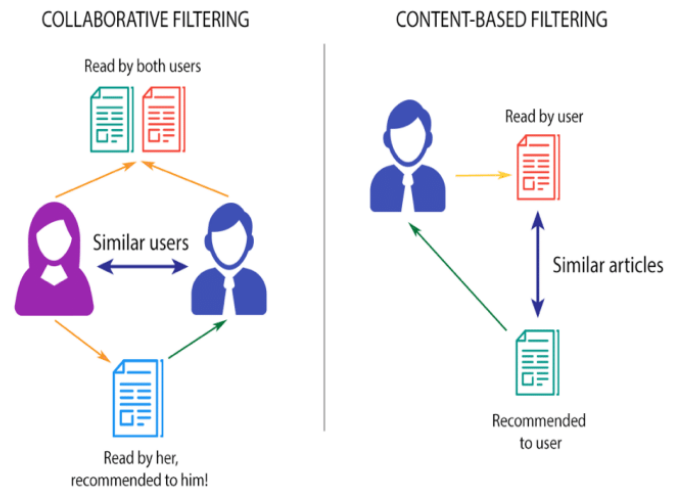 COLLABORATIVE FILTERING
Read by both users
Similar users
Read by her,
recommended to him!
CONTENT-BASED FILTERING
Read by user
Similar articles
Recommended
to user